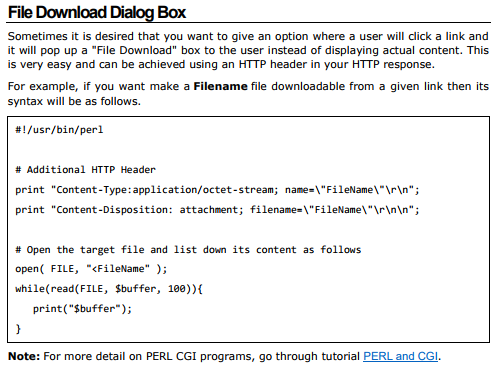 File Download Dialog Box
Sometimes it is desired that you want to give an option where a user will click a link and
it will pop up a "File Download" box to the user instead of displaying actual content. This
is very easy and can be achieved using an HTTP header in your HTTP response.
For example, if you want make a Filename file downloadable from a given link then its
syntax will be as follows.
#!/usr/bin/perl
# Additional HTTP Header
print "Content-Type:application/octet-stream; name=\"FileName\"\r\n";
print "Content-Disposition: attachment; filename=\"FileName\"\r\n\n";
# Open the target file and list down its content as follows
open( FILE, "<FileName" );
while(read(FILE, $buffer, 100)){
print("$buffer");
}
Note: For more detail on PERL CGI programs, go through tutorial PERL and CGI.